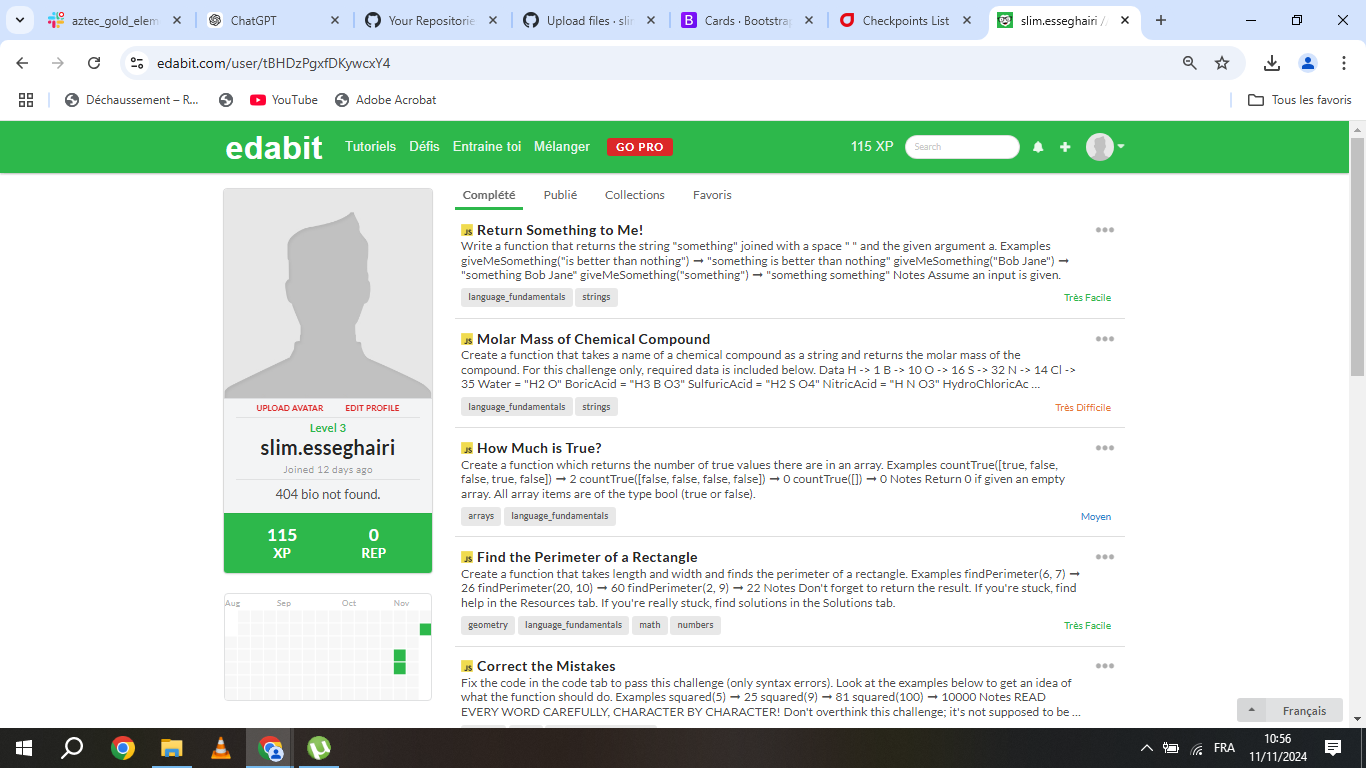 aztec_gold_elem
ChatGPT
Your Repositorie
Upload files · slir
Cards · Bootstrap
Checkpoints List
slim.esseghairi /
edabit.com/user/tBHDzPgxfDKywcxY4
Déchaussement – R...
YouTube
Adobe Acrobat
Tous les favoris
edabit
Tutoriels
Défis
Entraine toi
Mélanger
GO PRO
115 XP
Search
UPLOAD AVATAR
EDIT PROFILE
Level 3
slim.esseghairi
Joined 12 days ago
404 bio not found.
115
XP
0
REP
Aug
Sep
Oct
Nov
Complété
Publié
Collections
Favoris
JS Return Something to Me!
Write a function that returns the string "something" joined with a space " " and the given argument a. Examples
giveMeSomething("is better than nothing") ➞ "something is better than nothing" giveMeSomething("Bob Jane") ➞
"something Bob Jane" giveMeSomething("something") ➞ "something something" Notes Assume an input is given.
language_fundamentals
strings
Très Facile
JS Molar Mass of Chemical Compound
Create a function that takes a name of a chemical compound as a string and returns the molar mass of the
compound. For this challenge only, required data is included below. Data H -> 1 B -> 10 O -> 16 S -> 32 N -> 14 Cl ->
35 Water = "H2 O" BoricAcid = "H3 B O3" SulfuricAcid = "H2 S O4" NitricAcid = "H N O3" HydroChloricAc ...
language_fundamentals
strings
Très Difficile
JS How Much is True?
Create a function which returns the number of true values there are in an array. Examples countTrue([true, false,
false, true, false]) ➞ 2 countTrue([false, false, false, false]) ➞ 0 countTrue([]) ➞ 0 Notes Return 0 if given an empty
array. All array items are of the type bool (true or false).
arrays
language_fundamentals
Moyen
JS Find the Perimeter of a Rectangle
Create a function that takes length and width and finds the perimeter of a rectangle. Examples findPerimeter(6, 7) ➞
26 findPerimeter(20, 10) ➞ 60 findPerimeter(2, 9) ➞ 22 Notes Don't forget to return the result. If you're stuck, find
help in the Resources tab. If you're really stuck, find solutions in the Solutions tab.
geometry
language_fundamentals
math
numbers
Très Facile
JS Correct the Mistakes
Fix the code in the code tab to pass this challenge (only syntax errors). Look at the examples below to get an idea of
what the function should do. Examples squared(5) ➞ 25 squared(9) ➞ 81 squared(100) ➞ 10000 Notes READ
EVERY WORD CAREFULLY, CHARACTER BY CHARACTER! Don't overthink this challenge; it's not supposed to be ...
Français
FRA
10:56
11/11/2024